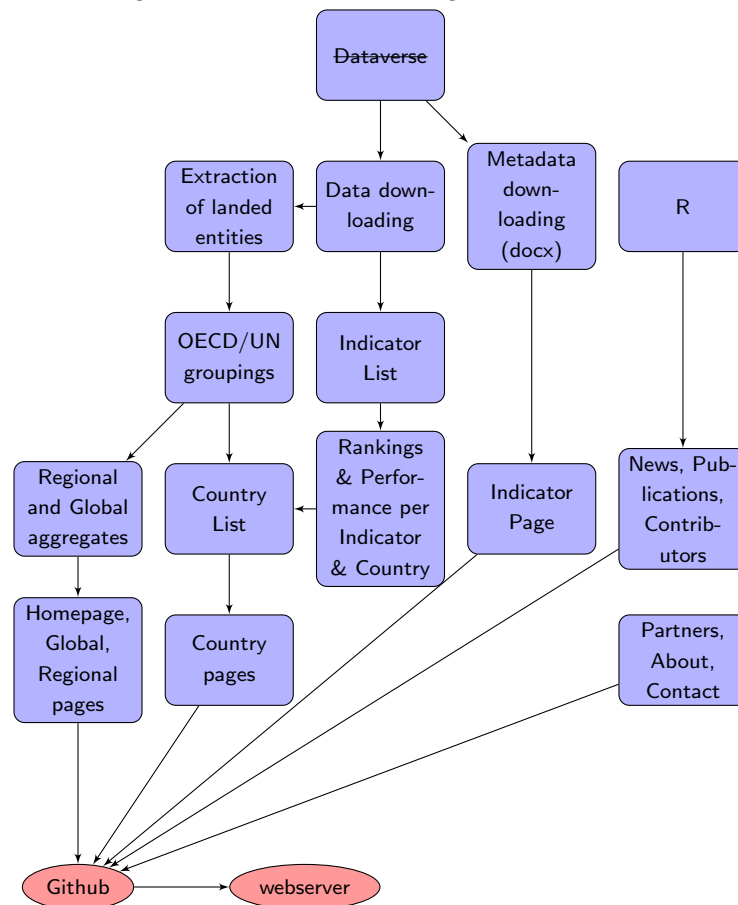 Dataverse
Extraction
of landed
entities
Data down-
loading
Metadata
down-
loading
(docx)
R
OECD/UN
groupings
Indicator
List
Regional
and Global
aggregates
Country
List
Rankings
& Perfor-
mance per
Indicator
& Country
Indicator
Page
News, Pub-
lications,
Contrib-
utors
Homepage,
Global,
Regional
pages
Country
pages
Partners,
About,
Contact
Github
webserver